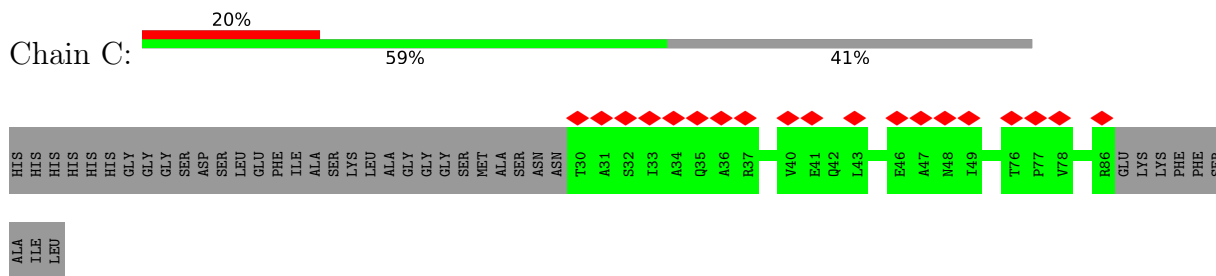 20%
Chain C:
59% 41%
HIS HIS HIS HIS HIS HIS GLY GLY GLY SER ASP SER LEU GLU PHE ILE ALA SER LYS LEU ALA GLY GLY GLY SER MET ALA SER ASN ASN T30 A31 S32 I33 A34 Q35 A36 R37 V40 E41 Q42 L43 E46 A47 N48 I49 T76 P77 V78 R86 GLU LYS LYS PHE PHE SER
ALA ILE LEU